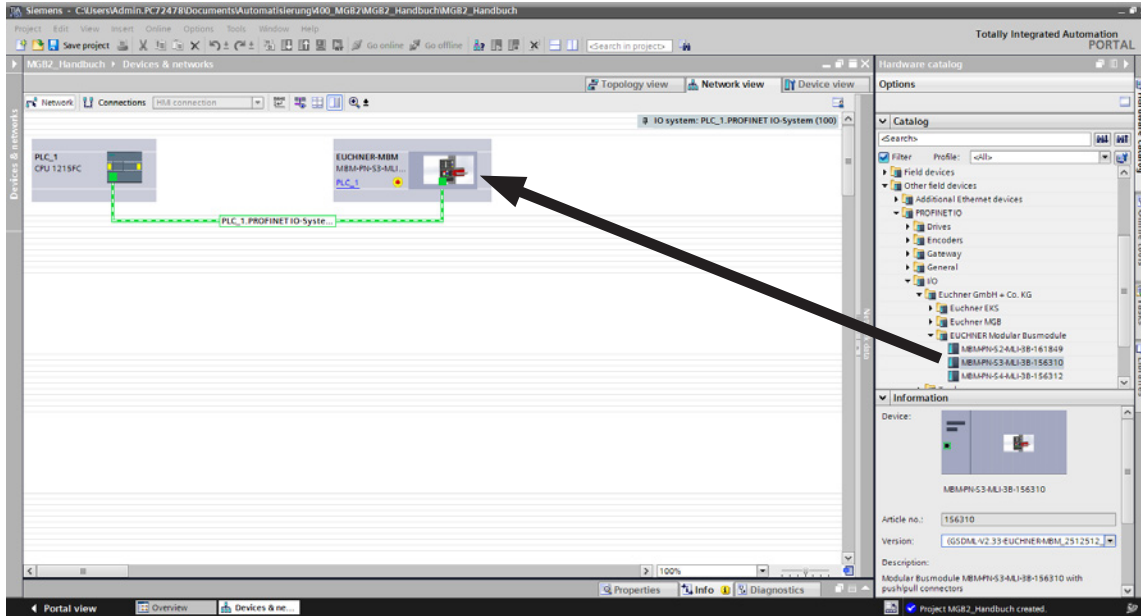 Siemens - C:\Users\Admin.PC72478\Documents\Automatisierung\400_MGB2\MGB2_Handbuch\MGB2_Handbuch
Project Edit View Insert Online Options Tools Window Help
Totally Integrated Automation
PORTAL
Save project
Go online
Go offline
<Search in project>
MGB2_Handbuch ▸ Devices & networks
Hardware catalog
Topology view
Network view
Device view
Options
Network
Connections
HMI connection
IO system: PLC_1.PROFINET IO-System (100)
Catalog
<Search>
Filter
Profile:
<All>
PLC_1
CPU 1215FC
EUCHNER-MBM
MBM-PN-S3-MLI...
PLC_1
PLC_1.PROFINET IO-Syste...
Devices & networks
Field devices
Other field devices
Additional Ethernet devices
PROFINET IO
Drives
Encoders
Gateway
General
I/O
Euchner GmbH + Co. KG
Euchner EKS
Euchner MGB
EUCHNER Modular Busmodule
MBM-PN-S2-MLI-3B-161849
MBM-PN-S3-MLI-3B-156310
MBM-PN-S4-MLI-3B-156312
Information
Device:
MBM-PN-S3-MLI-3B-156310
Article no.:
156310
Version:
(GSDML-V2.33-EUCHNER-MBM_2512512_
Description:
Modular Busmodule MBM-PN-S3-MLI-3B-156310 with
push/pull connectors
100%
Properties
Info
Diagnostics
Portal view
Overview
Devices & ne...
Project MGB2_Handbuch created.